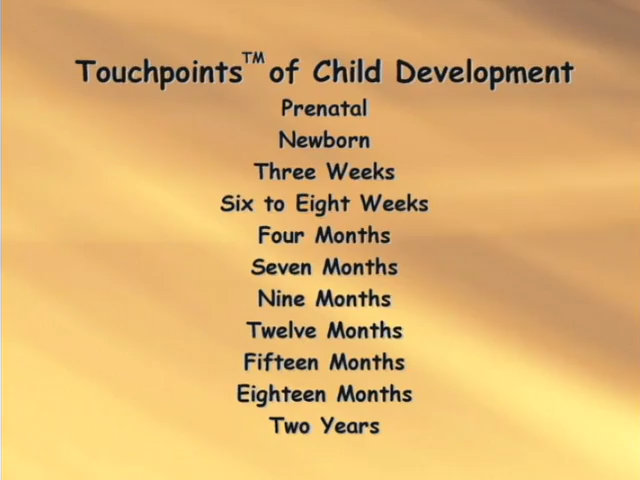 Touchpoints™ of Child Development
Prenatal
Newborn
Three Weeks
Six to Eight Weeks
Four Months
Seven Months
Nine Months
Twelve Months
Fifteen Months
Eighteen Months
Two Years